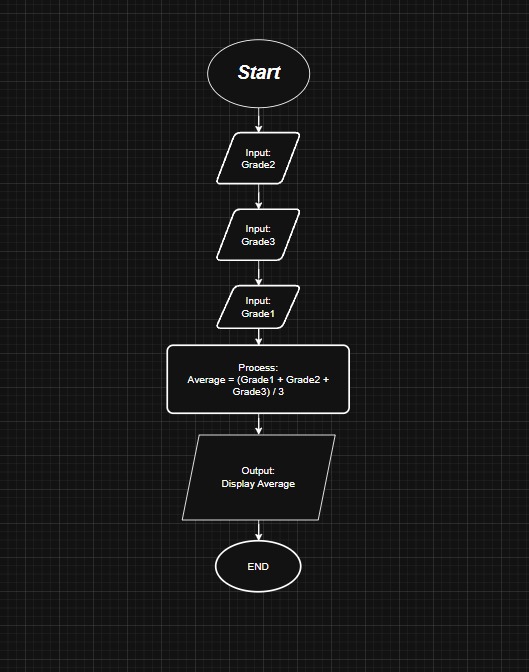 Start
Input:
Grade2
Input:
Grade3
Input:
Grade1
Process:
Average = (Grade1 + Grade2 +
Grade3) / 3
Output:
Display Average
END